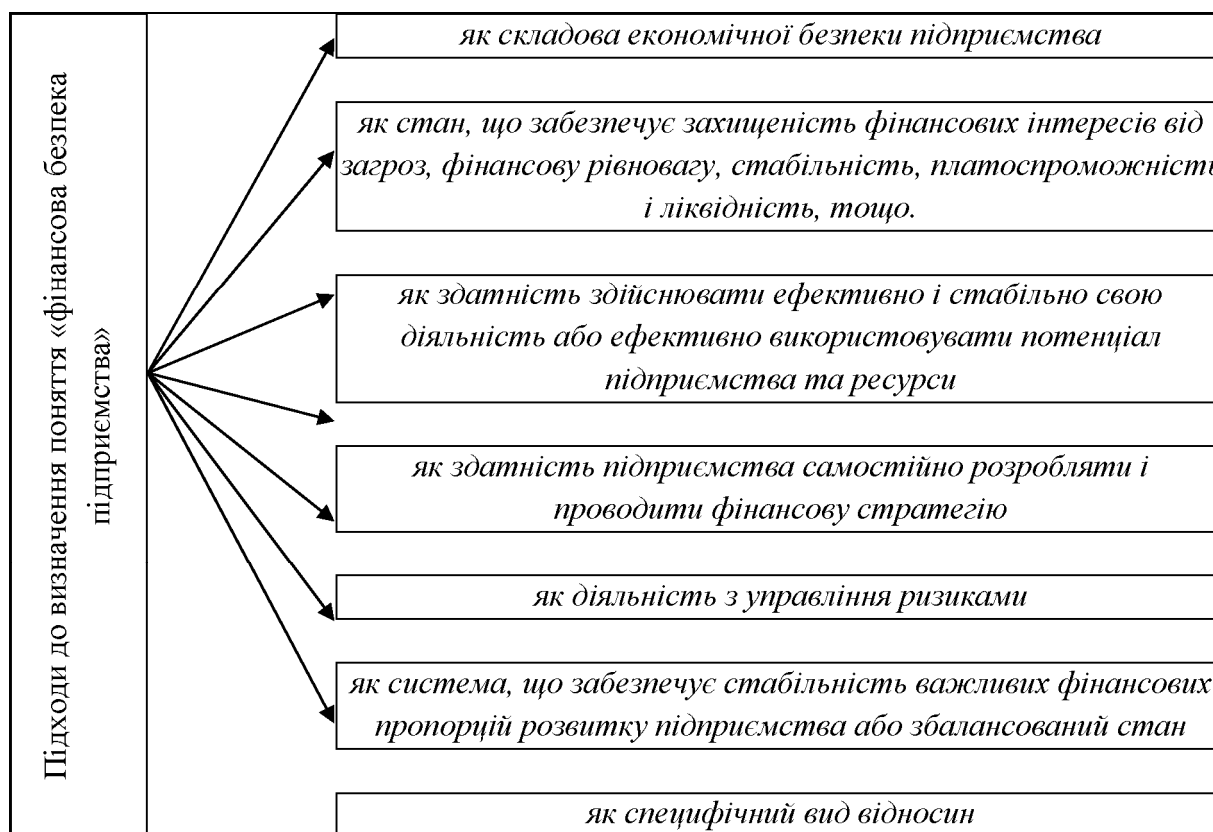 Підходи до визначення поняття «фінансова безпека
підприємства»
як складова економічної безпеки підприємства
як стан, що забезпечує захищеність фінансових інтересів від
загроз, фінансову рівновагу, стабільність, платоспроможність
і ліквідність, тощо.
як здатність здійснювати ефективно і стабільно свою
діяльність або ефективно використовувати потенціал
підприємства та ресурси
як здатність підприємства самостійно розробляти і
проводити фінансову стратегію
як діяльність з управління ризиками
як система, що забезпечує стабільність важливих фінансових
пропорцій розвитку підприємства або збалансований стан
як специфічний вид відносин